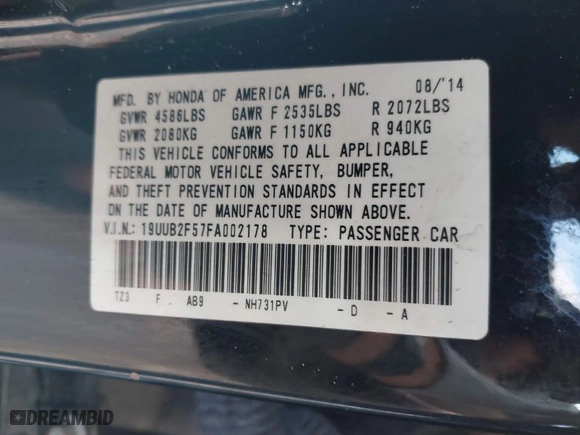 MFD. BY HONDA OF AMERICA MFG., INC. 08/'14
GVWR 4586LBS GAWR F 2535LBS R 2072LBS
GVWR 2080KG GAWR F 1150KG R 940KG
THIS VEHICLE CONFORMS TO ALL APPLICABLE
FEDERAL MOTOR VEHICLE SAFETY, BUMPER,
AND THEFT PREVENTION STANDARDS IN EFFECT
ON THE DATE OF MANUFACTURE SHOWN ABOVE.
V.I.N.: 19UUB2F57FA002178 TYPE: PASSENGER CAR
TZ3 F AB9 - NH731PV - D - A
DREAMBID